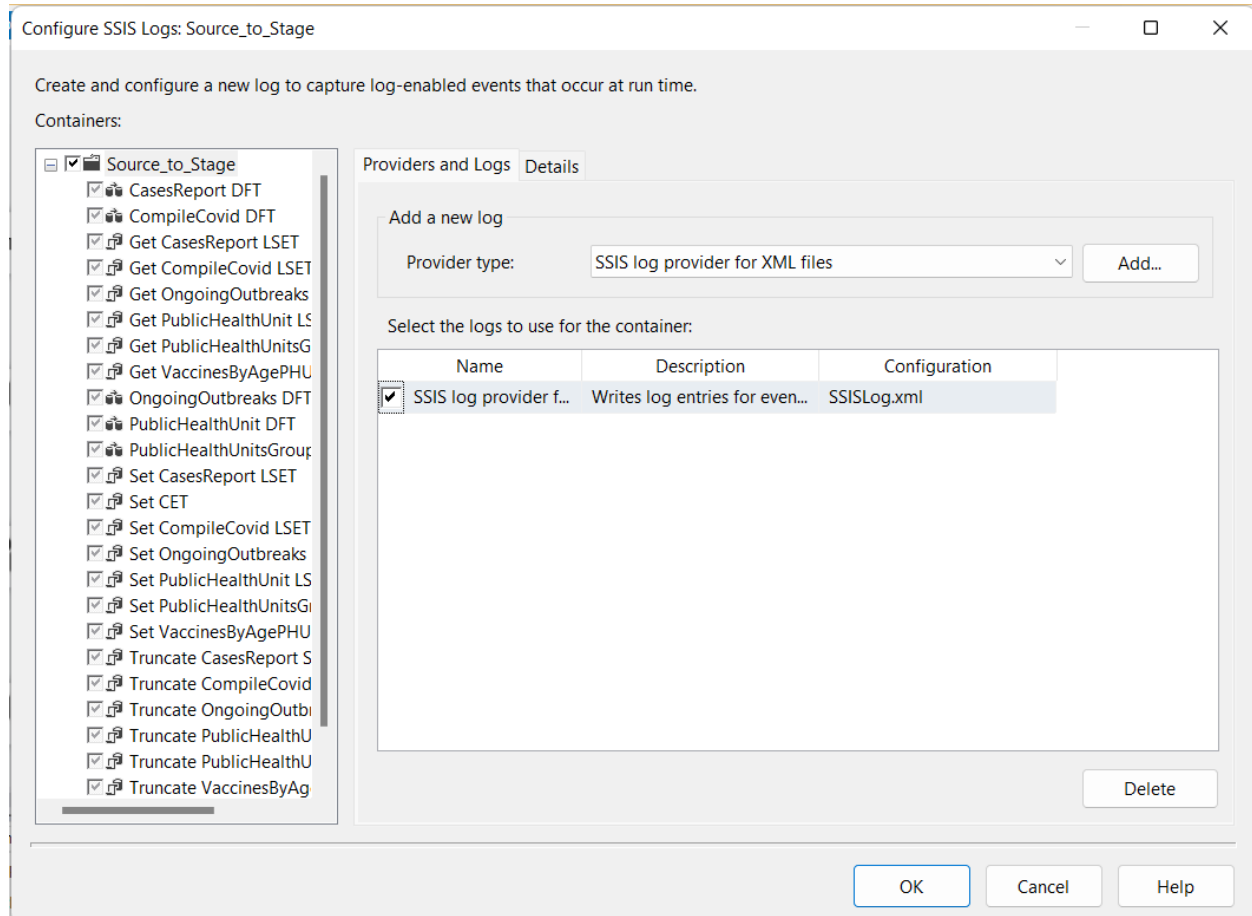 Configure SSIS Logs: Source_to_Stage
Create and configure a new log to capture log-enabled events that occur at run time.
Containers:
Source_to_Stage
CasesReport DFT
CompileCovid DFT
Get CasesReport LSET
Get CompileCovid LSET
Get OngoingOutbreaks
Get PublicHealthUnit LS
Get PublicHealthUnitsG
Get VaccinesByAgePHU
OngoingOutbreaks DFT
PublicHealthUnit DFT
PublicHealthUnitsGroup
Set CasesReport LSET
Set CET
Set CompileCovid LSET
Set OngoingOutbreaks
Set PublicHealthUnit LS
Set PublicHealthUnitsGr
Set VaccinesByAgePHU
Truncate CasesReport S
Truncate CompileCovid
Truncate OngoingOutbr
Truncate PublicHealthU
Truncate PublicHealthU
Truncate VaccinesByAg
Providers and Logs Details
Add a new log
Provider type: SSIS log provider for XML files Add...
Select the logs to use for the container:
Name Description Configuration
SSIS log provider f... Writes log entries for even... SSISLog.xml
Delete
OK Cancel Help